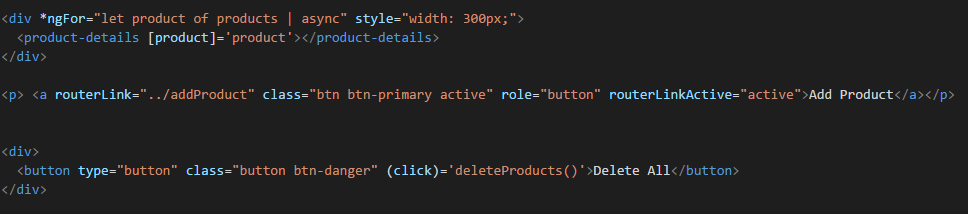 <div *ngFor="let product of products | async" style="width: 300px;">
  <product-details [product]='product'></product-details>
</div>

<p> <a routerLink="../addProduct" class="btn btn-primary active" role="button" routerLinkActive="active">Add Product</a></p>


<div>
  <button type="button" class="button btn-danger" (click)='deleteProducts()'>Delete All</button>
</div>